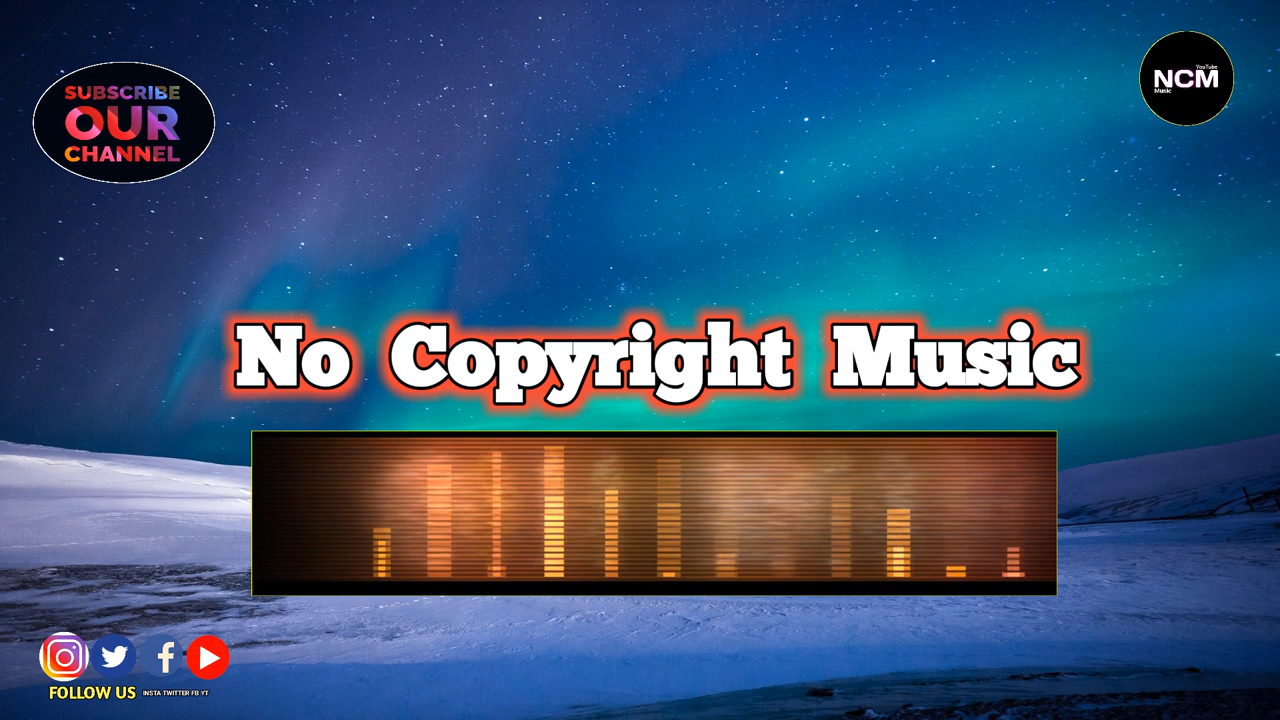 SUBSCRIBE
OUR
CHANNEL
YouTube
NCM
Music
No Copyright Music
FOLLOW US INSTA TWITTER FB YT